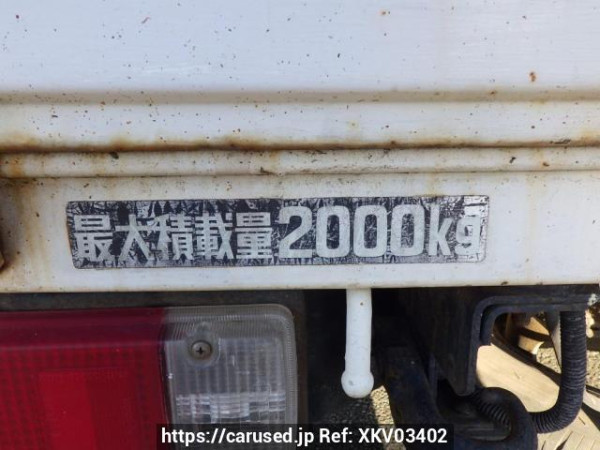 最大積載量2000kg
https://carused.jp Ref: XKV03402